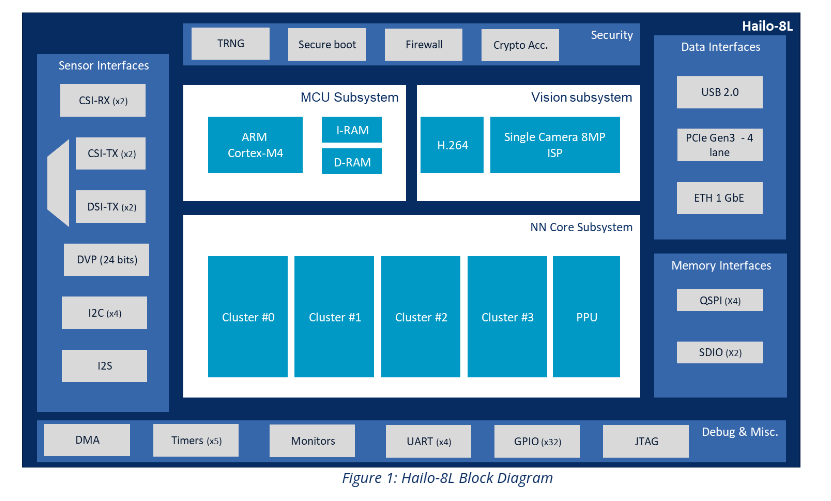 Hailo-8L
Security
TRNG
Secure boot
Firewall
Crypto Acc.
Sensor Interfaces
CSI-RX (x2)
CSI-TX (x2)
DSI-TX (x2)
DVP (24 bits)
I2C (x4)
I2S
MCU Subsystem
ARM
Cortex-M4
I-RAM
D-RAM
Vision subsystem
H.264
Single Camera 8MP
ISP
NN Core Subsystem
Cluster #0
Cluster #1
Cluster #2
Cluster #3
PPU
Data Interfaces
USB 2.0
PCIe Gen3 - 4
lane
ETH 1 GbE
Memory Interfaces
QSPI (X4)
SDIO (X2)
DMA
Timers (x5)
Monitors
UART (x4)
GPIO (x32)
JTAG
Debug & Misc.
Figure 1: Hailo-8L Block Diagram